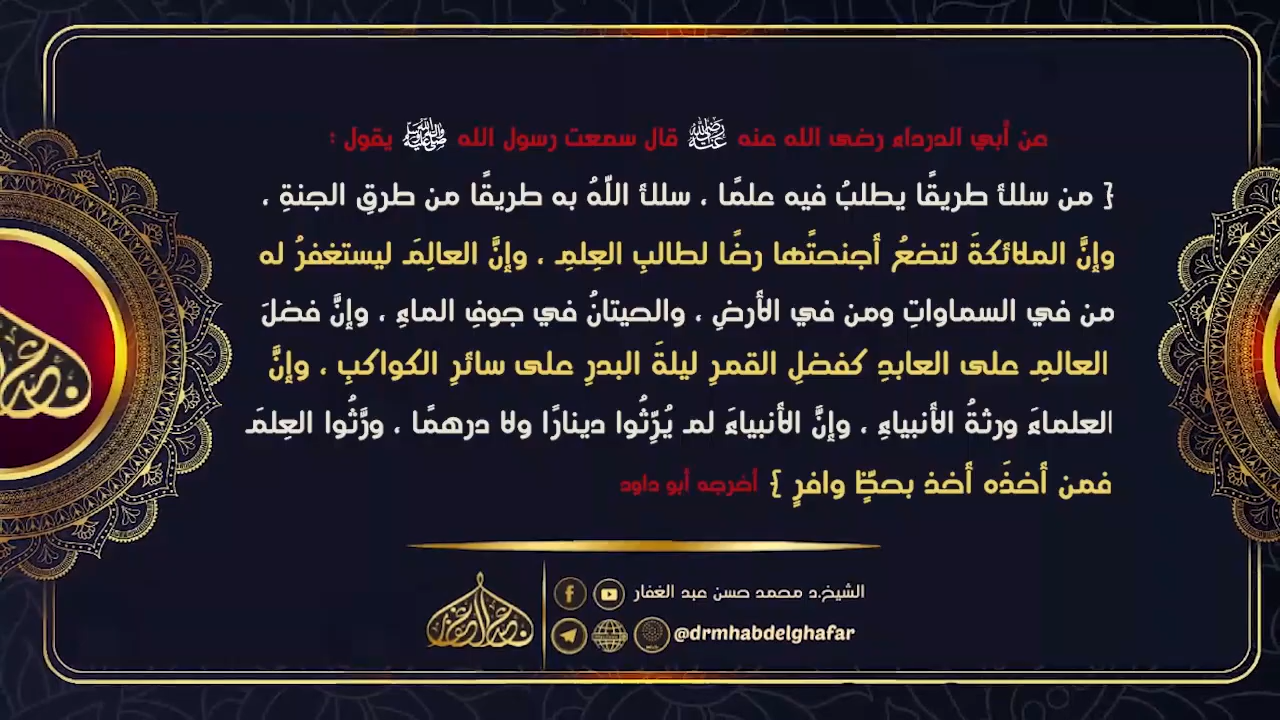 عن أبي الدرداء رضى الله عنه ﵁ قال سمعت رسول الله ﷺ يقول :
{ من سلك طريقًا يطلبُ فيه علمًا ، سلك اللّهُ به طريقًا من طرقِ الجنةِ ،
وإنَّ الملائكةَ لتضعُ أجنحتًها رضًا لطالبِ العِلمِ ، وإنَّ العالِمَ ليستغفرُ له
من في السماواتِ ومن في الأرضِ ، والحيتانُ في جوفِ الماءِ ، وإنَّ فضلَ
العالمِ على العابدِ كفضلِ القمرِ ليلةَ البدرِ على سائرِ الكواكبِ ، وإنَّ
العلماءَ ورثةُ الأنبياءِ ، وإنَّ الأنبياءَ لم يُرِّثُوا دينارًا ولا درهمًا ، ورَّثُوا العِلمَ
فمن أخذَه أخذ بحظٍّ وافرٍ } أخرجه أبو داود
الشيخ.د محمد حسن عبد الغفار
@drmhabdelghafar